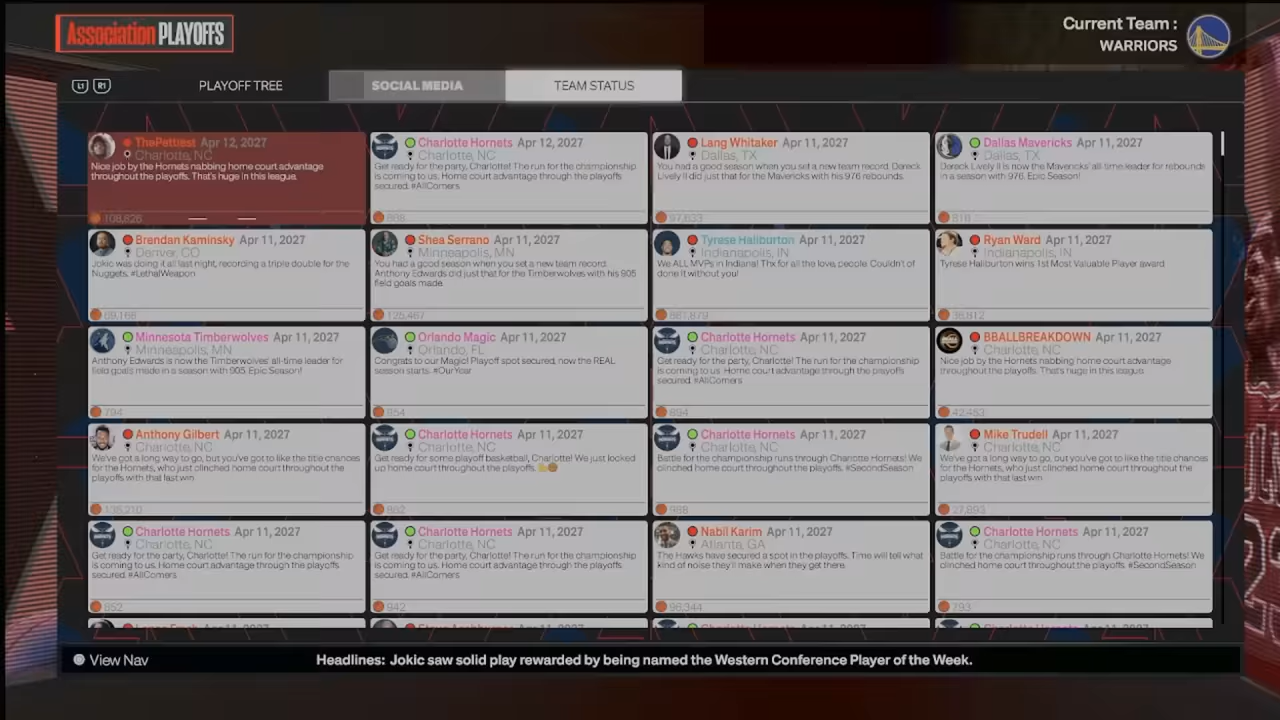 Association PLAYOFFS
Current Team :
WARRIORS
L1 R1
PLAYOFF TREE
SOCIAL MEDIA
TEAM STATUS
ThePettiest Apr 12, 2027
Charlotte, NC
Nice job by the Hornets nabbing home court advantage
throughout the playoffs. That's huge in this league.
108,826
Charlotte Hornets Apr 12, 2027
Charlotte, NC
Get ready for the party, Charlotte! The run for the championship
is coming to us. Home court advantage through the playoffs
secured. #AllComers
Lang Whitaker Apr 11, 2027
Dallas, TX
You had a good season when you set a new team record. Dereck
Lively II did just that for the Mavericks with his 976 rebounds.
97,633
Dallas Mavericks Apr 11, 2027
Dallas, TX
Dereck Lively II is now the Mavericks' all-time leader for rebounds
in a season with 976. Epic Season!
819
Brendan Kaminsky Apr 11, 2027
Denver, CO
Jokic was doing it all last night, recording a triple double for the
Nuggets. #LethalWeapon
69,168
Shea Serrano Apr 11, 2027
Minneapolis, MN
You had a good season when you set a new team record.
Anthony Edwards did just that for the Timberwolves with his 905
field goals made.
125,467
Tyrese Haliburton Apr 11, 2027
Indianapolis, IN
We ALL MVPs in Indiana! Thx for all the love, people. Couldn't of
done it without you!
881,879
Ryan Ward Apr 11, 2027
Indianapolis, IN
Tyrese Haliburton wins 1st Most Valuable Player award.
36,812
Minnesota Timberwolves Apr 11, 2027
Minneapolis, MN
Anthony Edwards is now the Timberwolves' all-time leader for
field goals made in a season with 905. Epic Season!
794
Orlando Magic Apr 11, 2027
Orlando, FL
Congrats to our Magic! Playoff spot secured, now the REAL
season starts. #OurYear
954
Charlotte Hornets Apr 11, 2027
Charlotte, NC
Get ready for the party, Charlotte! The run for the championship
is coming to us. Home court advantage through the playoffs
secured. #AllComers
894
BBALLBREAKDOWN Apr 11, 2027
Charlotte, NC
Nice job by the Hornets nabbing home court advantage
throughout the playoffs. That's huge in this league.
42,453
Anthony Gilbert Apr 11, 2027
Charlotte, NC
We've got a long way to go, but you've got to like the title chances
for the Hornets, who just clinched home court throughout the
playoffs with that last win.
135,210
Charlotte Hornets Apr 11, 2027
Charlotte, NC
Get ready for some playoff basketball, Charlotte! We just locked
up home court throughout the playoffs.
882
Charlotte Hornets Apr 11, 2027
Charlotte, NC
Battle for the championship runs through Charlotte Hornets! We
clinched home court throughout the playoffs. #SecondSeason
988
Mike Trudell Apr 11, 2027
Charlotte, NC
We've got a long way to go, but you've got to like the title chances
for the Hornets, who just clinched home court throughout the
playoffs with that last win.
27,893
Charlotte Hornets Apr 11, 2027
Charlotte, NC
Get ready for the party, Charlotte! The run for the championship
is coming to us. Home court advantage through the playoffs
secured. #AllComers
852
Charlotte Hornets Apr 11, 2027
Charlotte, NC
Get ready for the party, Charlotte! The run for the championship
is coming to us. Home court advantage through the playoffs
secured. #AllComers
942
Nabil Karim Apr 11, 2027
Atlanta, GA
The Hawks have secured a spot in the playoffs. Time will tell what
kind of noise they'll make when they get there.
96,344
Charlotte Hornets Apr 11, 2027
Charlotte, NC
Battle for the championship runs through Charlotte Hornets! We
clinched home court throughout the playoffs. #SecondSeason
793
Apr 11, 2027
Apr 11, 2027
Charlotte Hornets Apr 11, 2027
Charlotte Hornets Apr 11, 2027
View Nav
Headlines: Jokic saw solid play rewarded by being named the Western Conference Player of the Week.